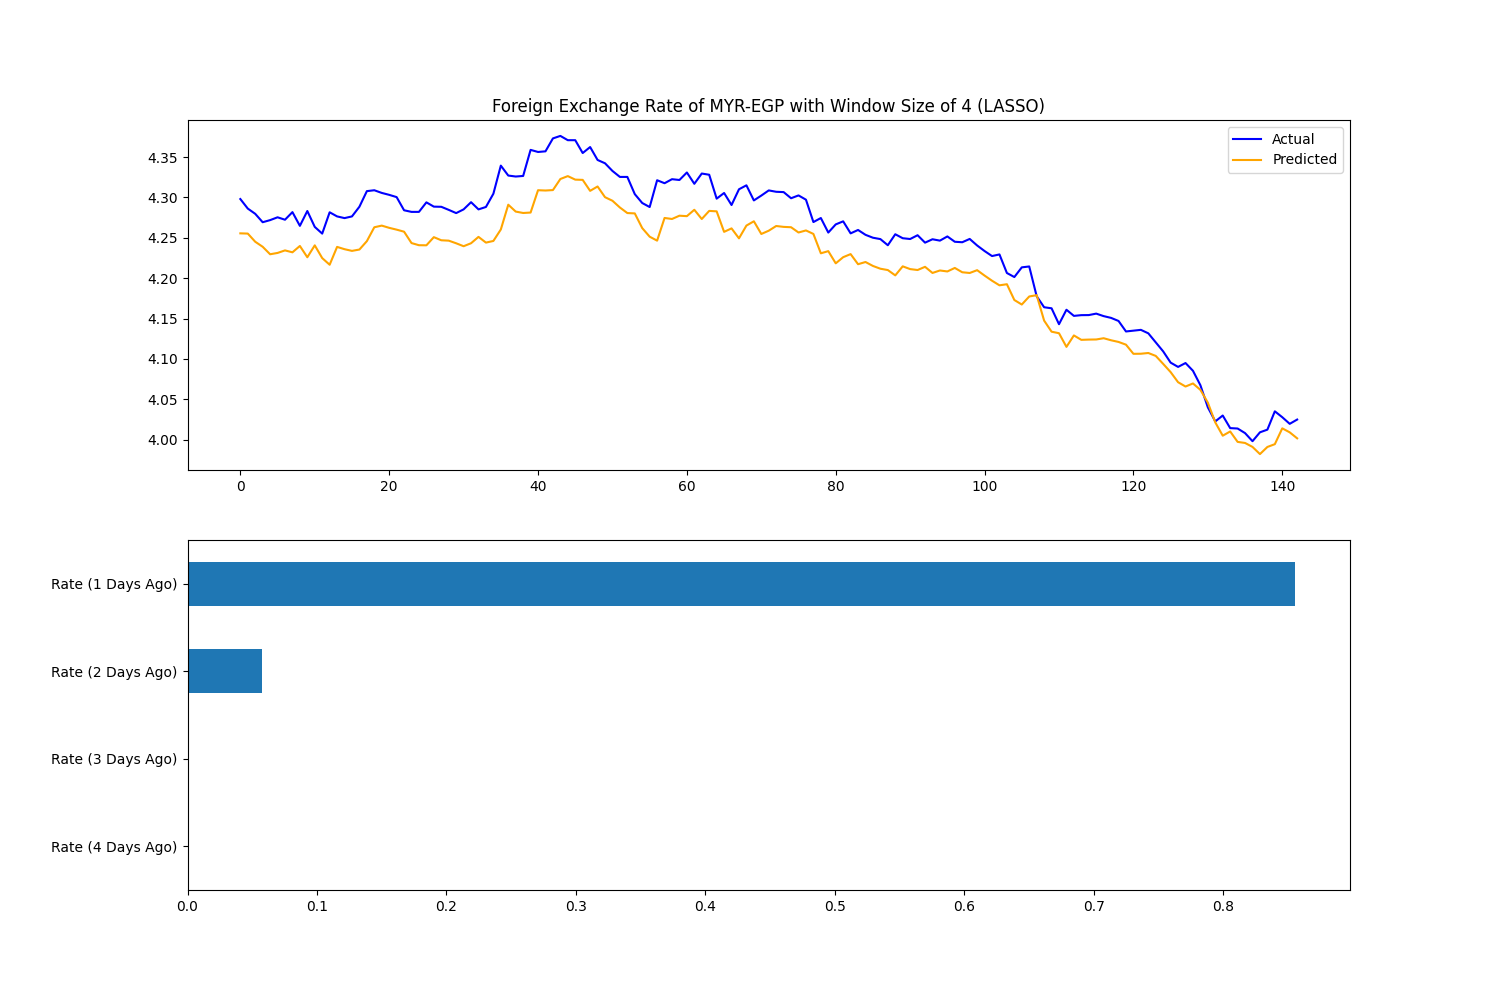 Foreign Exchange Rate of MYR-EGP with Window Size of 4 (LASSO)
Actual
Predicted
4.35
4.30
4.25
4.20
4.15
4.10
4.05
4.00
0 20 40 60 80 100 120 140
Rate (1 Days Ago)
Rate (2 Days Ago)
Rate (3 Days Ago)
Rate (4 Days Ago)
0.0 0.1 0.2 0.3 0.4 0.5 0.6 0.7 0.8